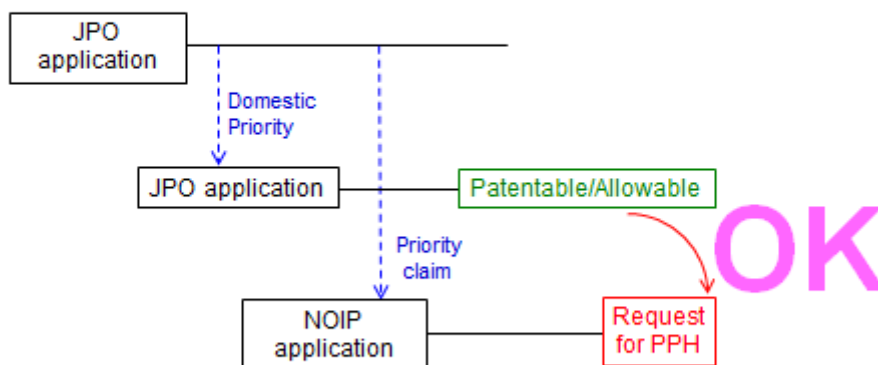 JPO
application
Domestic
Priority
JPO application
Patentable/Allowable
OK
Priority
claim
NOIP
application
Request
for PPH